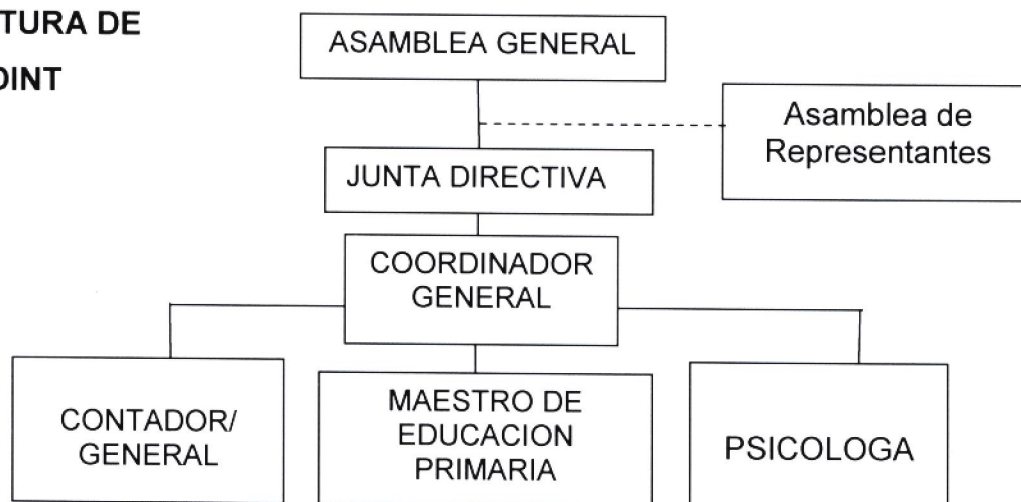 TURA DE
OINT
ASAMBLEA GENERAL
Asamblea de
Representantes
JUNTA DIRECTIVA
COORDINADOR
GENERAL
CONTADOR/
GENERAL
MAESTRO DE
EDUCACION
PRIMARIA
PSICOLOGA